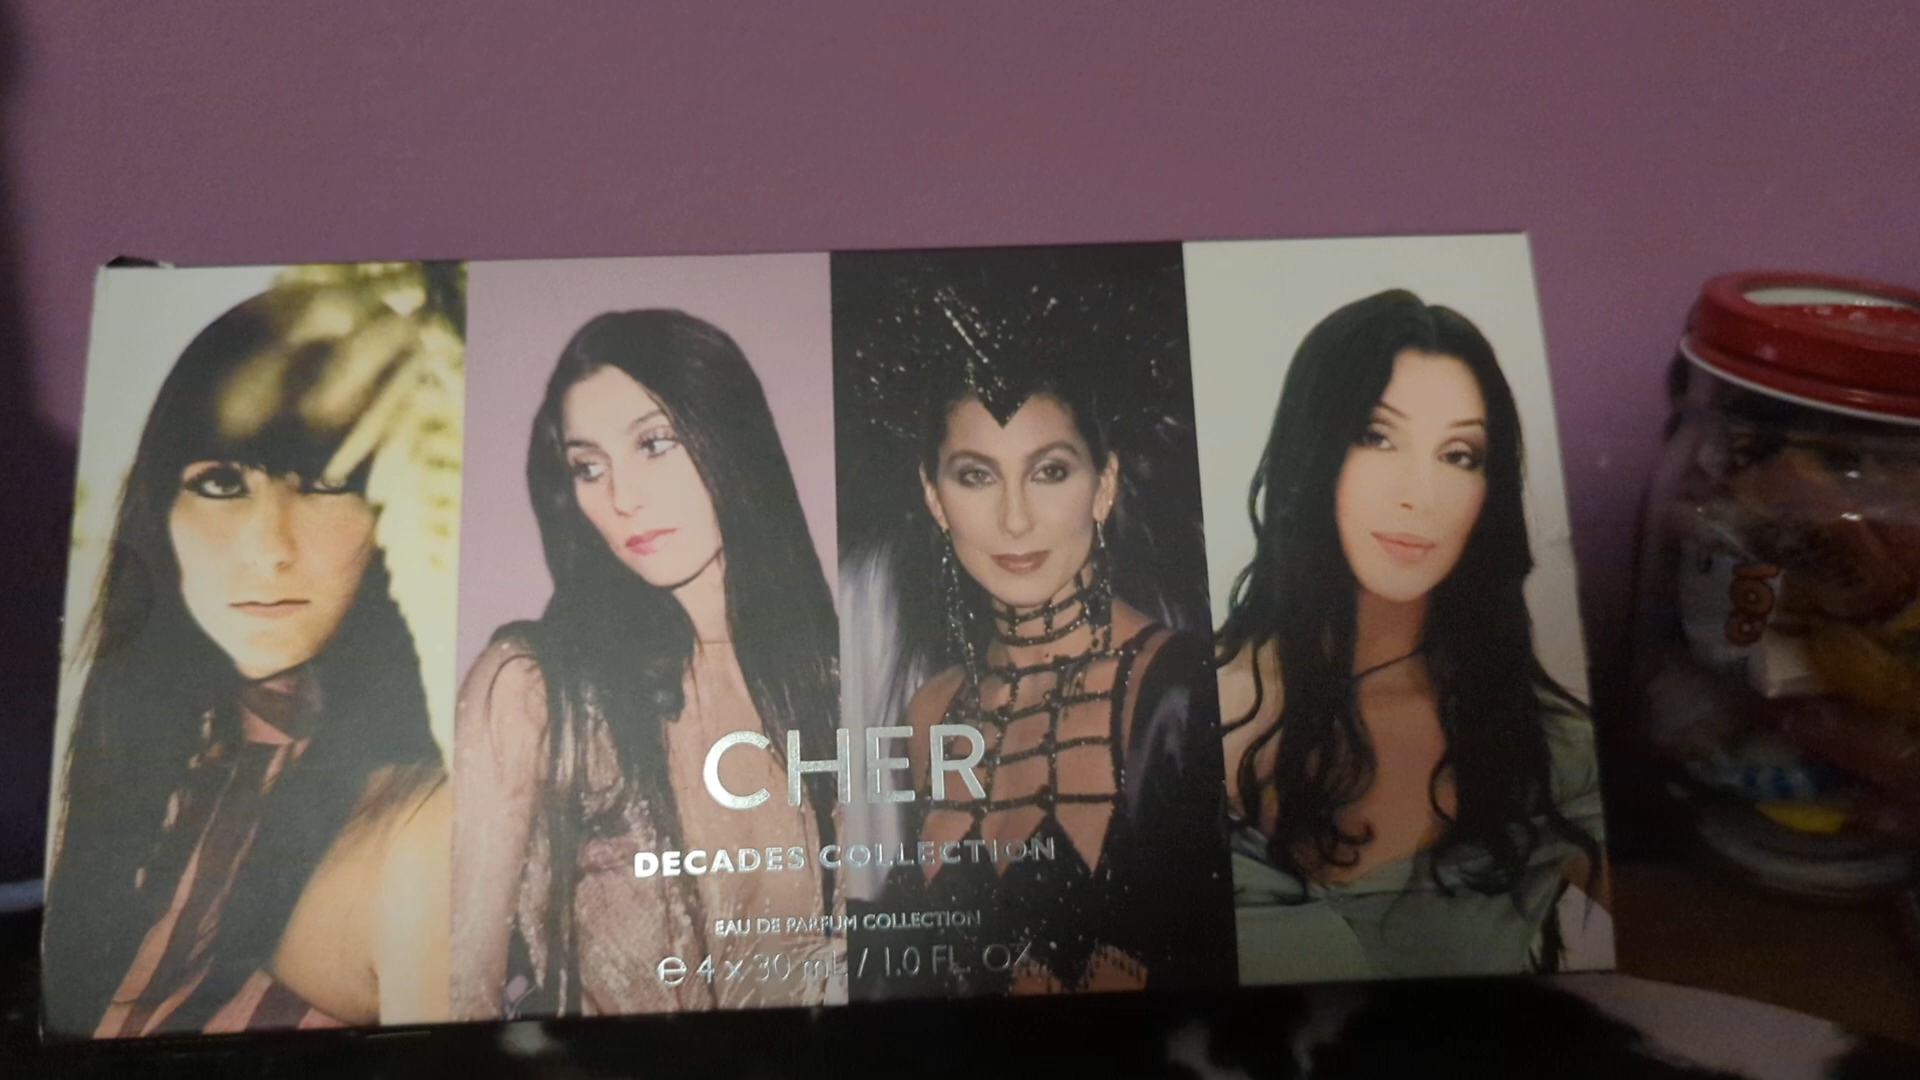 CHER
DECADES COLLECTION
EAU DE PARFUM COLLECTION
℮ 4 x 30 mL / 1.0 FL. OZ